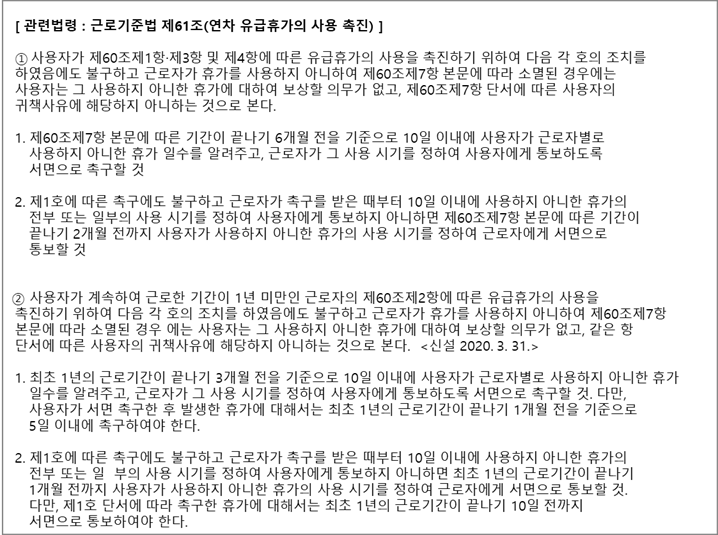 [ 관련법령 : 근로기준법 제61조(연차 유급휴가의 사용 촉진) ]
① 사용자가 제60조제1항·제3항 및 제4항에 따른 유급휴가의 사용을 촉진하기 위하여 다음 각 호의 조치를
하였음에도 불구하고 근로자가 휴가를 사용하지 아니하여 제60조제7항 본문에 따라 소멸된 경우에는
사용자는 그 사용하지 아니한 휴가에 대하여 보상할 의무가 없고, 제60조제7항 단서에 따른 사용자의
귀책사유에 해당하지 아니하는 것으로 본다.
1. 제60조제7항 본문에 따른 기간이 끝나기 6개월 전을 기준으로 10일 이내에 사용자가 근로자별로
사용하지 아니한 휴가 일수를 알려주고, 근로자가 그 사용 시기를 정하여 사용자에게 통보하도록
서면으로 촉구할 것
2. 제1호에 따른 촉구에도 불구하고 근로자가 촉구를 받은 때부터 10일 이내에 사용하지 아니한 휴가의
전부 또는 일부의 사용 시기를 정하여 사용자에게 통보하지 아니하면 제60조제7항 본문에 따른 기간이
끝나기 2개월 전까지 사용자가 사용하지 아니한 휴가의 사용 시기를 정하여 근로자에게 서면으로
통보할 것
② 사용자가 계속하여 근로한 기간이 1년 미만인 근로자의 제60조제2항에 따른 유급휴가의 사용을
촉진하기 위하여 다음 각 호의 조치를 하였음에도 불구하고 근로자가 휴가를 사용하지 아니하여 제60조제7항
본문에 따라 소멸된 경우 에는 사용자는 그 사용하지 아니한 휴가에 대하여 보상할 의무가 없고, 같은 항
단서에 따른 사용자의 귀책사유에 해당하지 아니하는 것으로 본다. <신설 2020. 3. 31.>
1. 최초 1년의 근로기간이 끝나기 3개월 전을 기준으로 10일 이내에 사용자가 근로자별로 사용하지 아니한 휴가
일수를 알려주고, 근로자가 그 사용 시기를 정하여 사용자에게 통보하도록 서면으로 촉구할 것. 다만,
사용자가 서면 촉구한 후 발생한 휴가에 대해서는 최초 1년의 근로기간이 끝나기 1개월 전을 기준으로
5일 이내에 촉구하여야 한다.
2. 제1호에 따른 촉구에도 불구하고 근로자가 촉구를 받은 때부터 10일 이내에 사용하지 아니한 휴가의
전부 또는 일 부의 사용 시기를 정하여 사용자에게 통보하지 아니하면 최초 1년의 근로기간이 끝나기
1개월 전까지 사용자가 사용하지 아니한 휴가의 사용 시기를 정하여 근로자에게 서면으로 통보할 것.
다만, 제1호 단서에 따라 촉구한 휴가에 대해서는 최초 1년의 근로기간이 끝나기 10일 전까지
서면으로 통보하여야 한다.